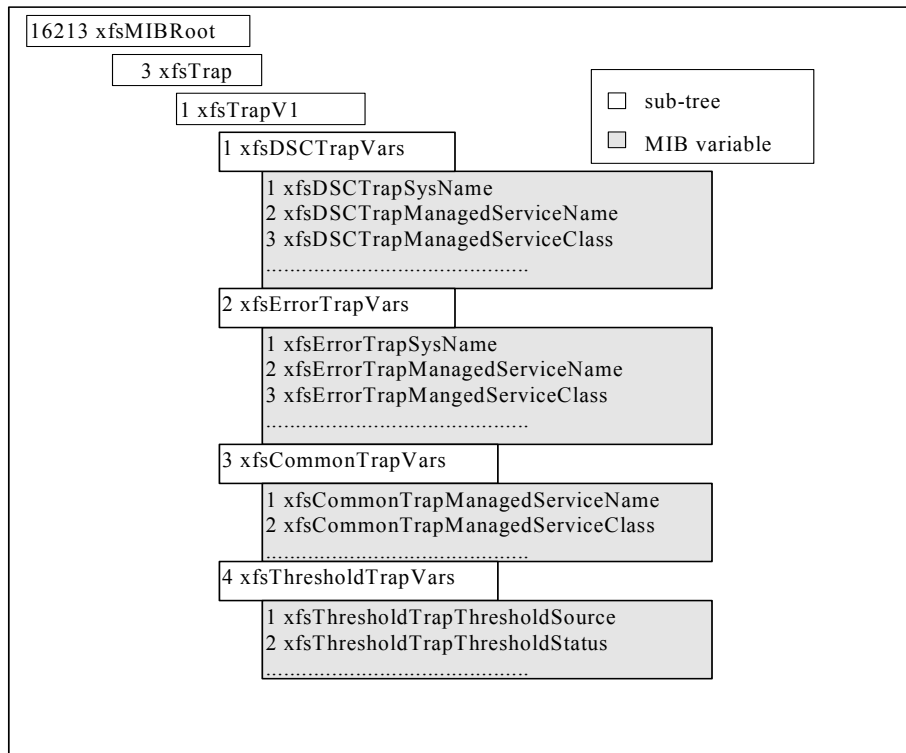 16213 xfsMIBRoot
3 xfsTrap
1 xfsTrapV1
sub-tree
MIB variable
1 xfsDSCTrapVars
1 xfsDSCTrapSysName
2 xfsDSCTrapManagedServiceName
3 xfsDSCTrapManagedServiceClass
............................................
2 xfsErrorTrapVars
1 xfsErrorTrapSysName
2 xfsErrorTrapManagedServiceName
3 xfsErrorTrapMangedServiceClass
............................................
3 xfsCommonTrapVars
1 xfsCommonTrapManagedServiceName
2 xfsCommonTrapManagedServiceClass
............................................
4 xfsThresholdTrapVars
1 xfsThresholdTrapThresholdSource
2 xfsThresholdTrapThresholdStatus
............................................